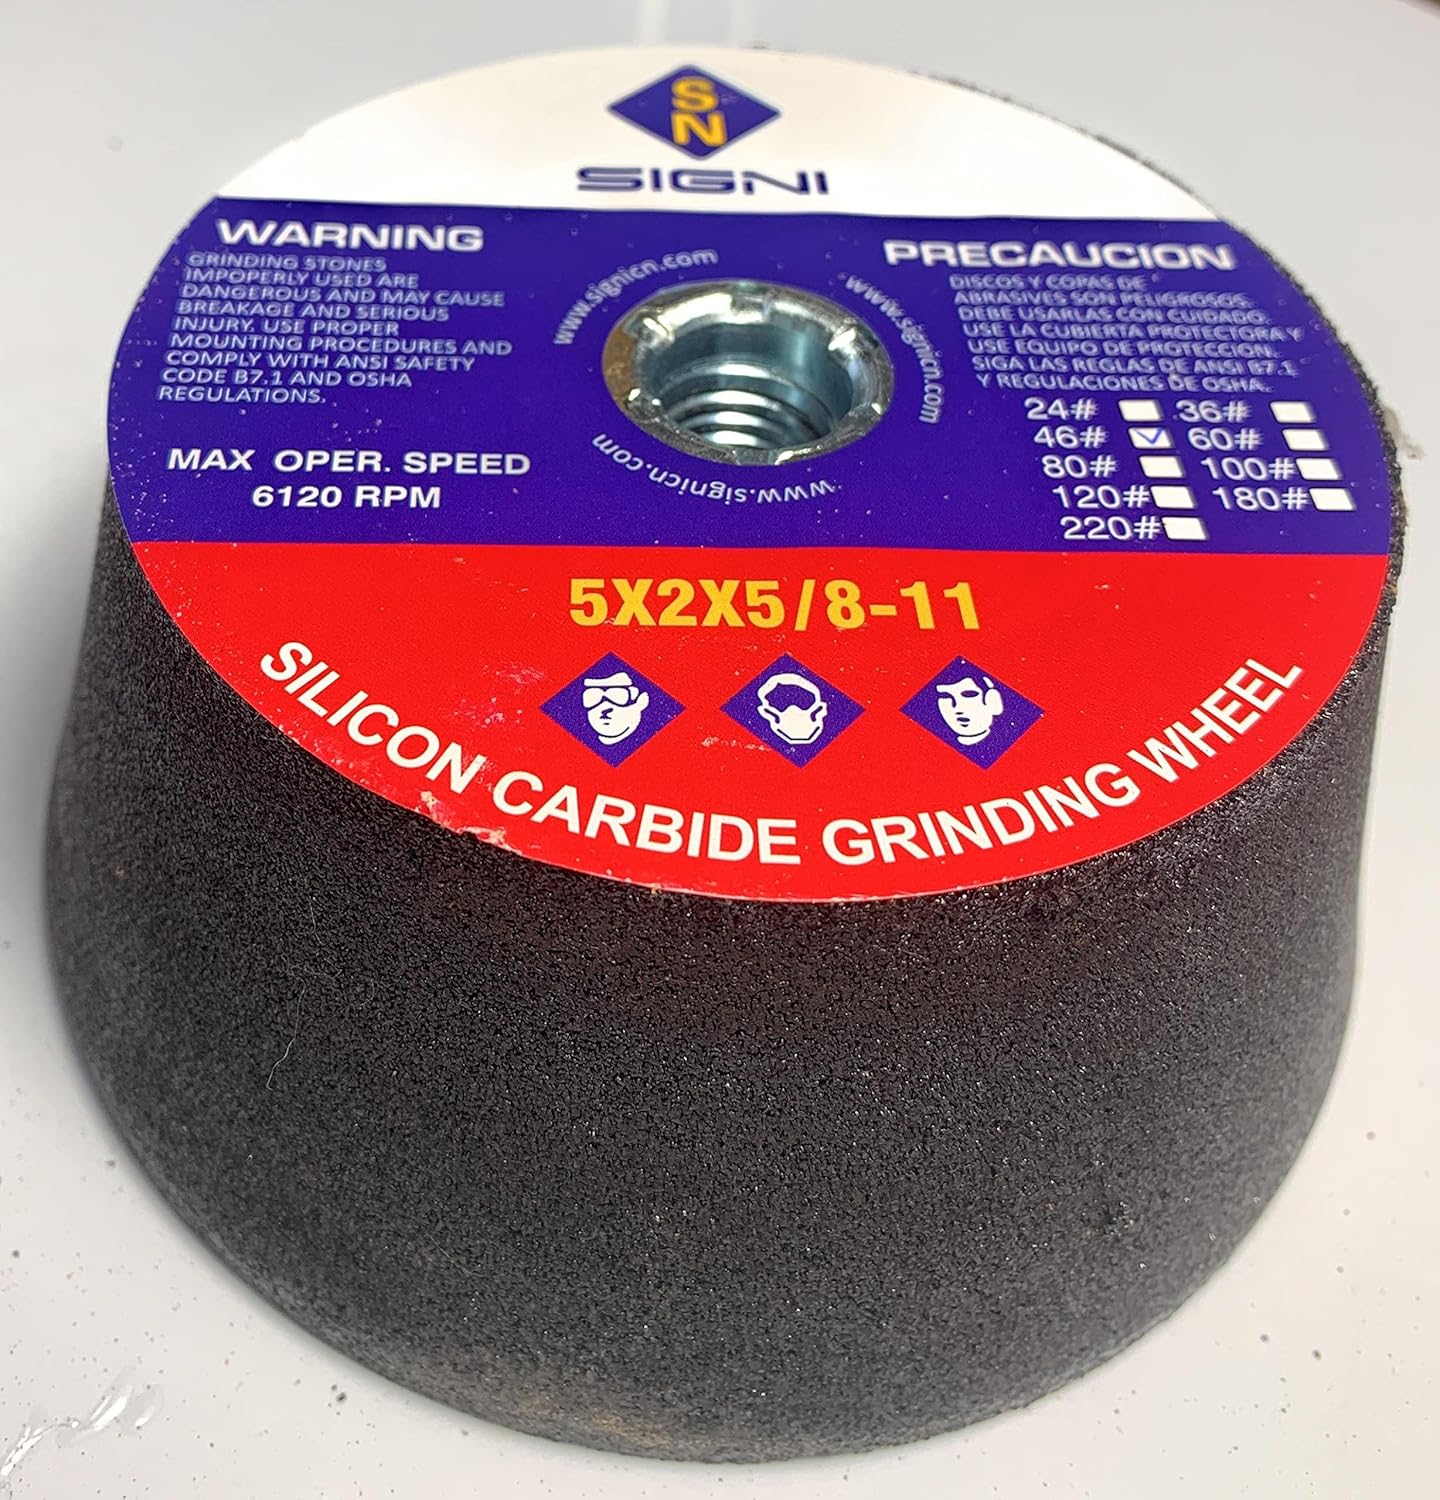 SN
SIGNI
WARNING
GRINDING STONES
IMPOPERLY USED ARE
DANGEROUS AND MAY CAUSE
BREAKAGE AND SERIOUS
INJURY. USE PROPER
MOUNTING PROCEDURES AND
COMPLY WITH ANSI SAFETY
CODE B7.1 AND OSHA
REGULATIONS.
MAX OPER. SPEED
6120 RPM
www.signicn.com
www.signicn.com
www.signicn.com
PRECAUCION
DISCOS Y COPAS DE
ABRASIVES SON PELIGROSOS.
DEBE USARLAS CON CUIDADO.
USE LA CUBIERTA PROTECTORA Y
USE EQUIPO DE PROTECCION.
SIGA LAS REGLAS DE ANSI B7.1
Y REGULACIONES DE OSHA.
24# 36#
46# 60#
80# 100#
120# 180#
220#
5X2X5/8-11
SILICON CARBIDE GRINDING WHEEL